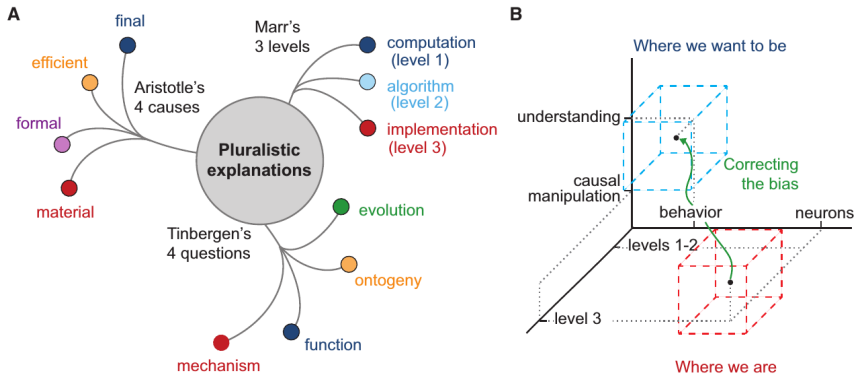 A
final
efficient
Aristotle's
4 causes
formal
material
Marr's
3 levels
computation
(level 1)
algorithm
(level 2)
implementation
(level 3)
Pluralistic
explanations
Tinbergen's
4 questions
evolution
ontogeny
function
mechanism
B
Where we want to be
understanding
Correcting
the bias
causal
manipulation
behavior
neurons
levels 1-2
level 3
Where we are